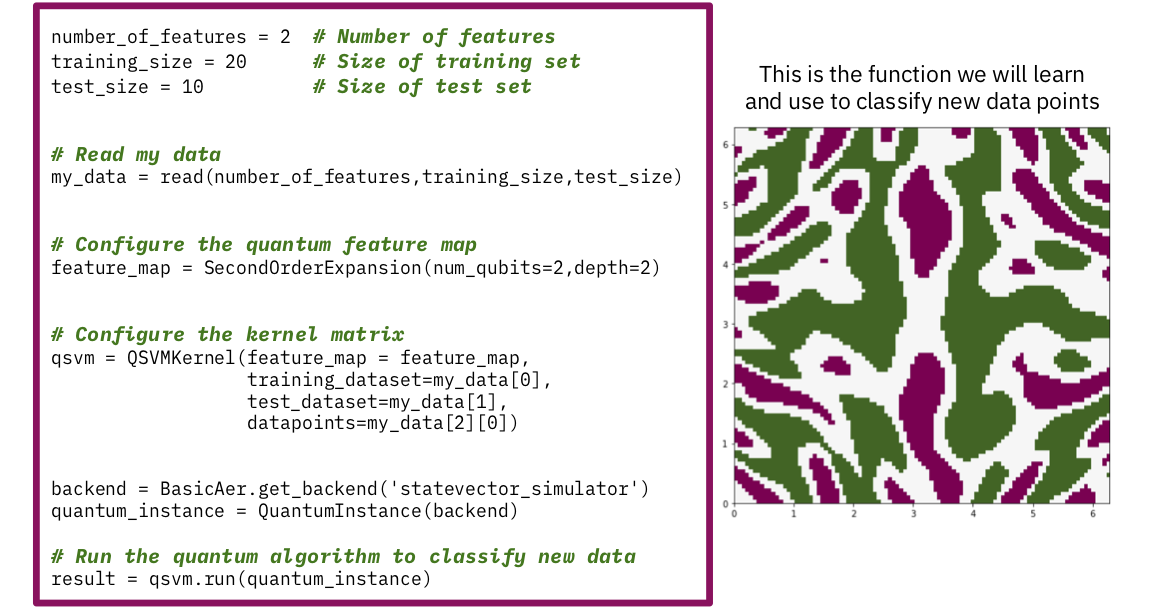 number_of_features = 2  # Number of features
training_size = 20      # Size of training set
test_size = 10          # Size of test set
# Read my data
my_data = read(number_of_features,training_size,test_size)
# Configure the quantum feature map
feature_map = SecondOrderExpansion(num_qubits=2,depth=2)
# Configure the kernel matrix
qsvm = QSVMKernel(feature_map = feature_map,
                  training_dataset=my_data[0],
                  test_dataset=my_data[1],
                  datapoints=my_data[2][0])
backend = BasicAer.get_backend('statevector_simulator')
quantum_instance = QuantumInstance(backend)
# Run the quantum algorithm to classify new data
result = qsvm.run(quantum_instance)
This is the function we will learn
and use to classify new data points
6
5
4
3
2
1
0
0 1 2 3 4 5 6